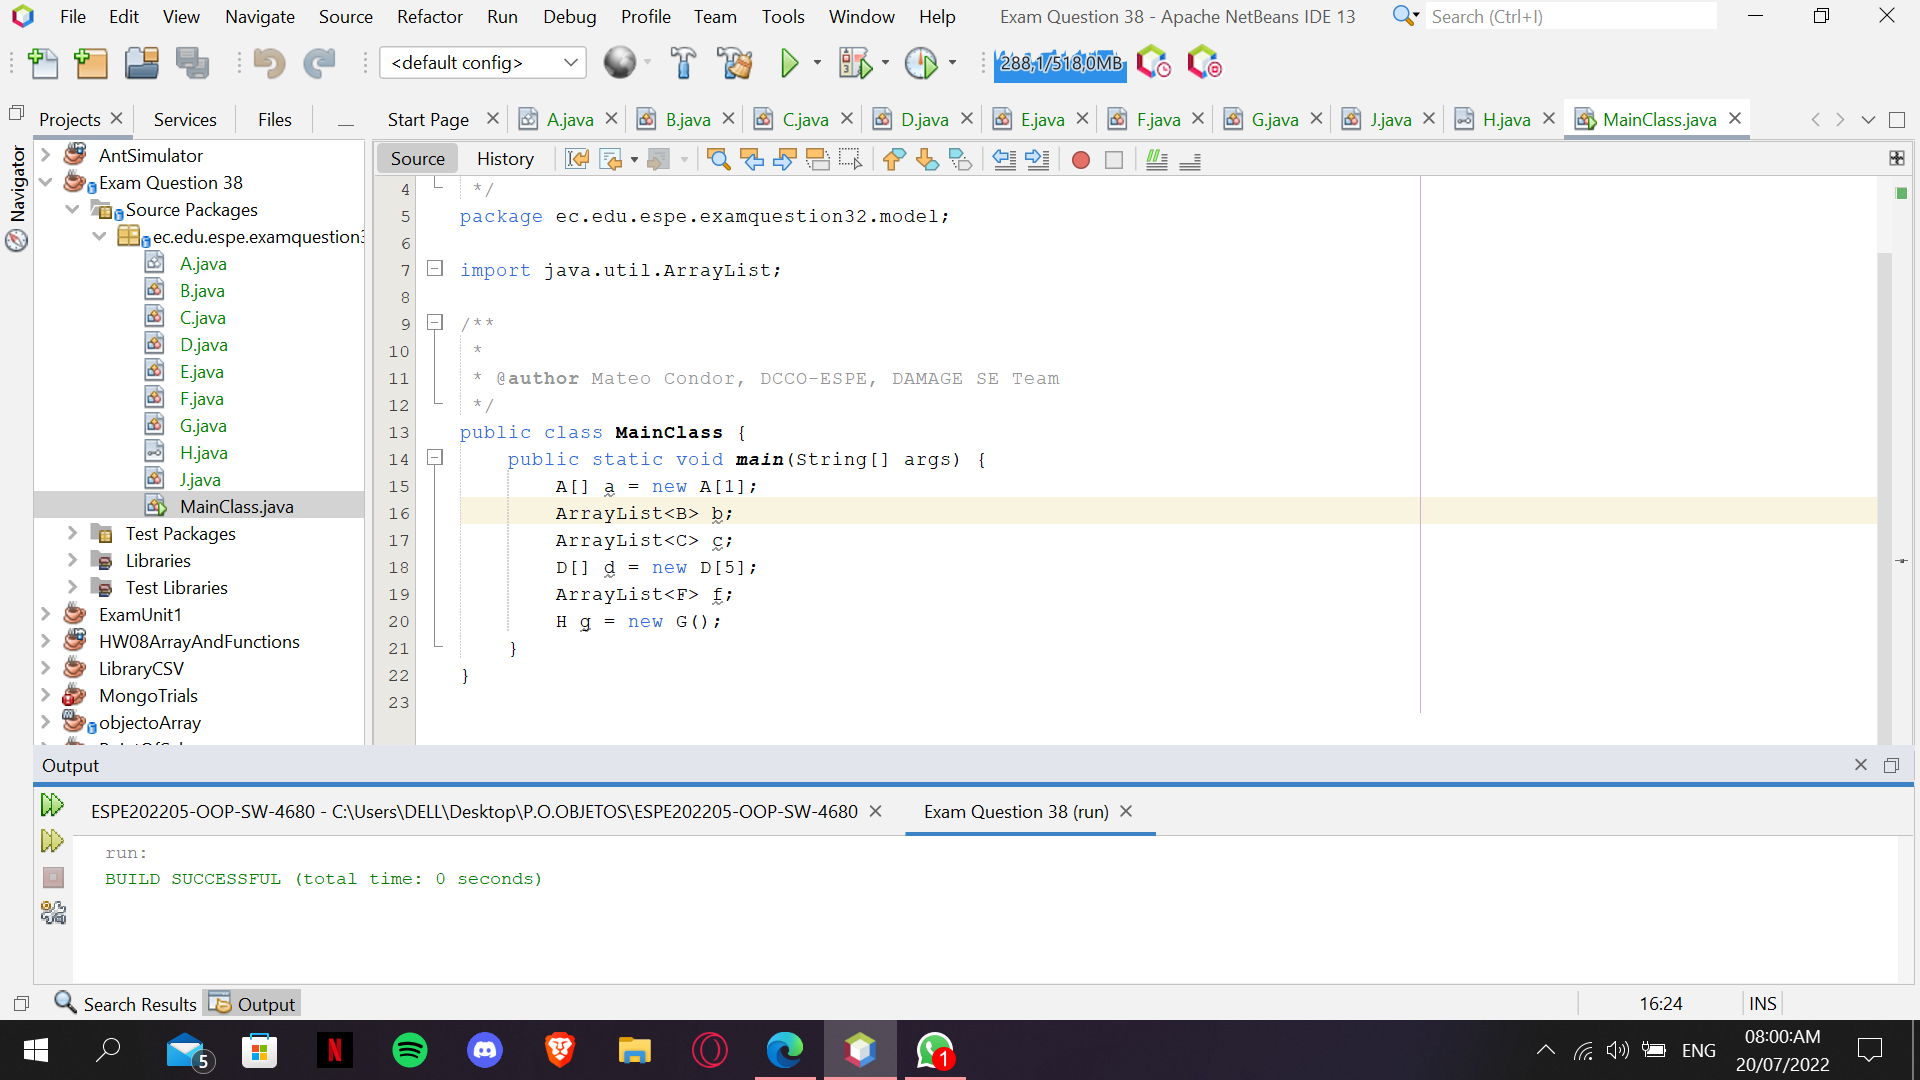 File Edit View Navigate Source Refactor Run Debug Profile Team Tools Window Help Exam Question 38 - Apache NetBeans IDE 13 Search (Ctrl+I)
<default config> 288,1/518,0MB
Projects Services Files Start Page A.java B.java C.java D.java E.java F.java G.java J.java H.java MainClass.java
Navigator
AntSimulator
Exam Question 38
Source Packages
ec.edu.espe.examquestion3
A.java
B.java
C.java
D.java
E.java
F.java
G.java
H.java
J.java
MainClass.java
Test Packages
Libraries
Test Libraries
ExamUnit1
HW08ArrayAndFunctions
LibraryCSV
MongoTrials
objectoArray
Source History
4 */
5 package ec.edu.espe.examquestion32.model;
6
7 import java.util.ArrayList;
8
9 /**
10 *
11 * @author Mateo Condor, DCCO-ESPE, DAMAGE SE Team
12 */
13 public class MainClass {
14 public static void main(String[] args) {
15 A[] a = new A[1];
16 ArrayList<B> b;
17 ArrayList<C> c;
18 D[] d = new D[5];
19 ArrayList<F> f;
20 H g = new G();
21 }
22 }
23
Output
ESPE202205-OOP-SW-4680 - C:\Users\DELL\Desktop\P.O.OBJETOS\ESPE202205-OOP-SW-4680 Exam Question 38 (run)
run:
BUILD SUCCESSFUL (total time: 0 seconds)
Search Results Output 16:24 INS
5 N 1 ENG 08:00:AM
20/07/2022